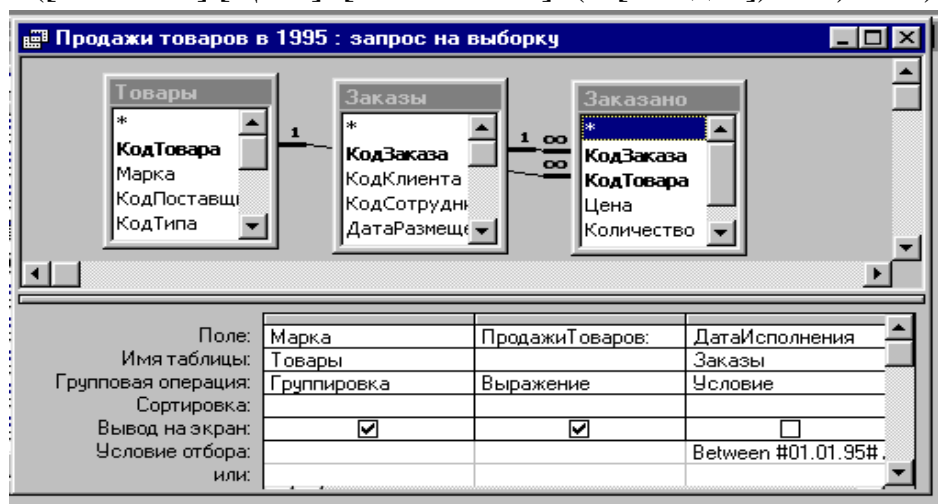 Продажи товаров в 1995 : запрос на выборку
Товары
*
КодТовара
Марка
КодПоставщи
КодТипа
Заказы
*
КодЗаказа
КодКлиента
КодСотрудни
ДатаРазмеще
Заказано
*
КодЗаказа
КодТовара
Цена
Количество
1
1 ∞
∞
Поле: Марка ПродажиТоваров: ДатаИсполнения
Имя таблицы: Товары Заказы
Групповая операция: Группировка Выражение Условие
Сортировка:
Вывод на экран:
Условие отбора: Between #01.01.95#
или: